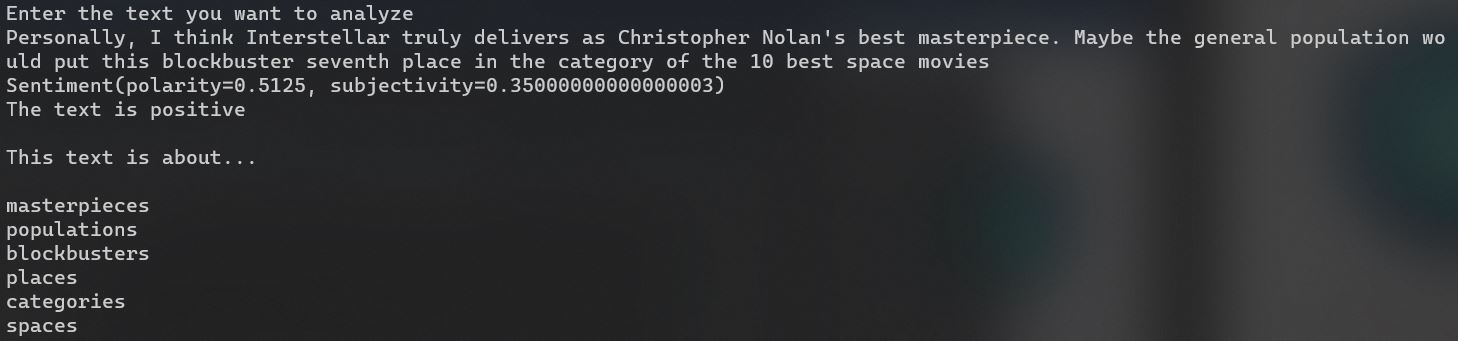 Enter the text you want to analyze
Personally, I think Interstellar truly delivers as Christopher Nolan's best masterpiece. Maybe the general population wo
uld put this blockbuster seventh place in the category of the 10 best space movies
Sentiment(polarity=0.5125, subjectivity=0.35000000000000003)
The text is positive
This text is about...
masterpieces
populations
blockbusters
places
categories
spaces